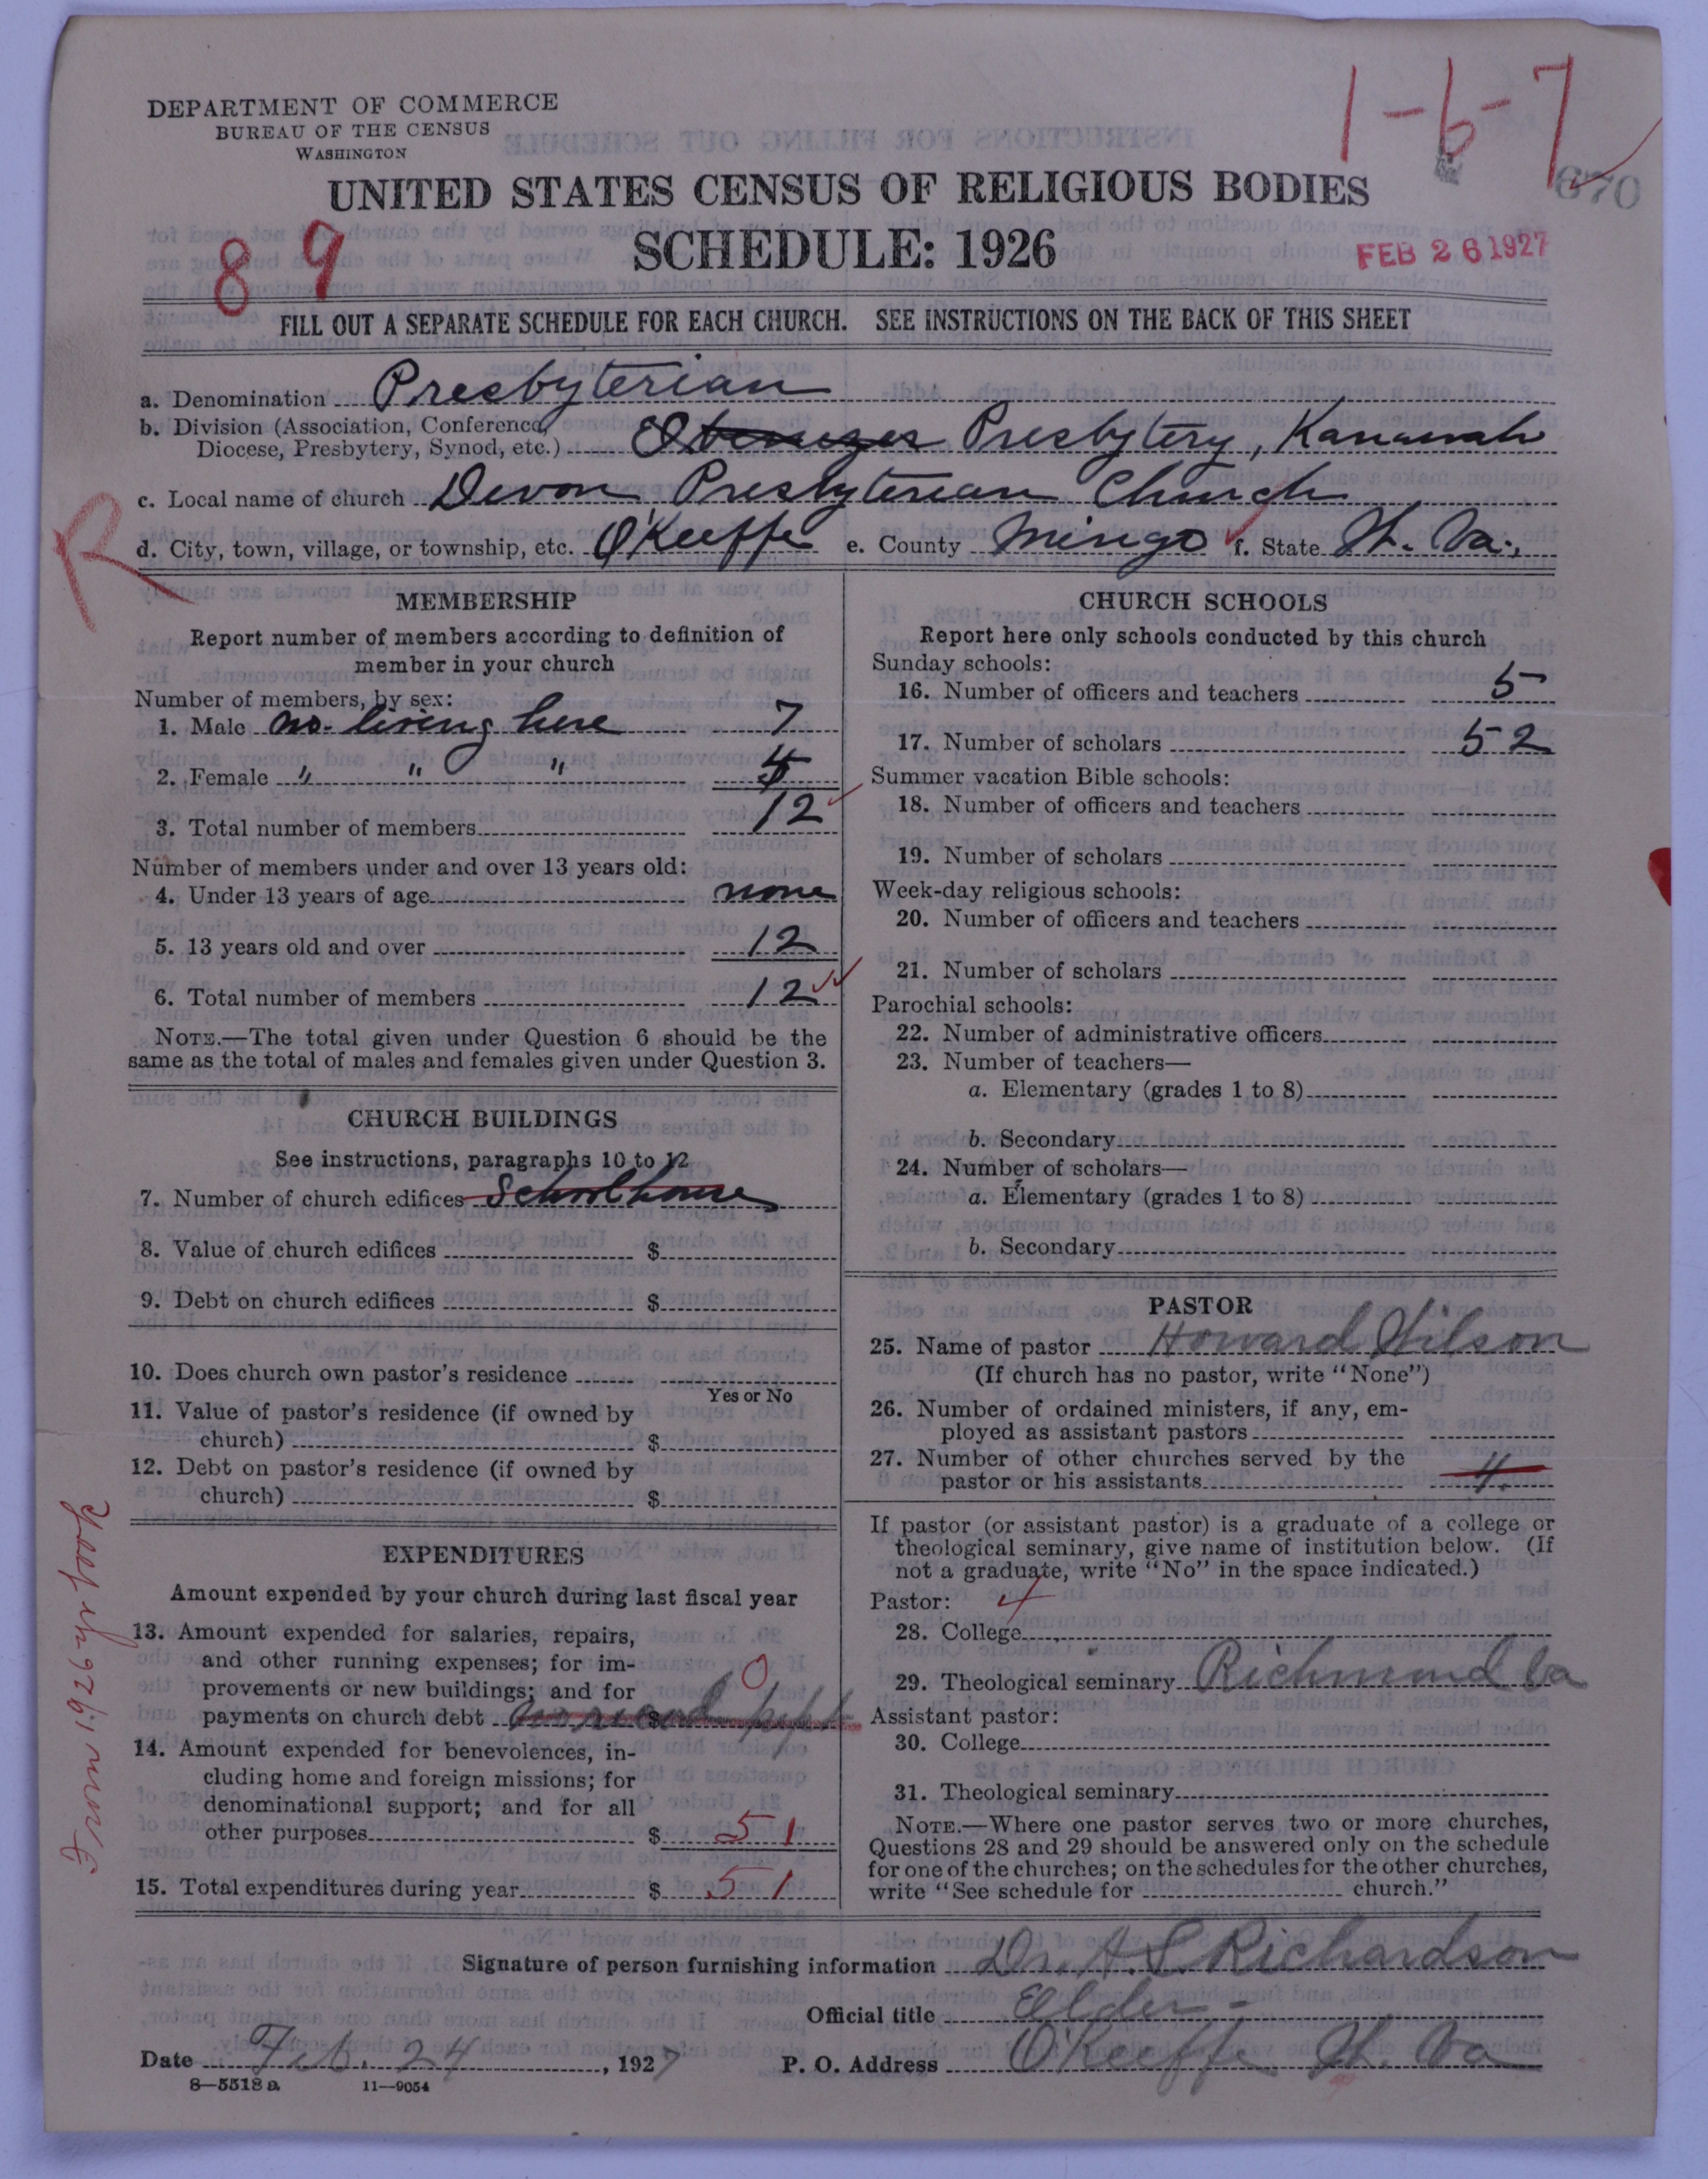 1-6-7
670
DEPARTMENT OF COMMERCE
BUREAU OF THE CENSUS
WASHINGTON
UNITED STATES CENSUS OF RELIGIOUS BODIES
SCHEDULE: 1926
8 9
FEB 26 1927
FILL OUT A SEPARATE SCHEDULE FOR EACH CHURCH. SEE INSTRUCTIONS ON THE BACK OF THIS SHEET
a. Denomination Presbyterian
b. Division (Association, Conference,
Diocese, Presbytery, Synod, etc.) Ebenezer Presbytery, Kanawah
c. Local name of church Devon Presbyterian Church
d. City, town, village, or township, etc. O'Keeffe e. County Mingo f. State W. Va.
R
MEMBERSHIP
Report number of members according to definition of
member in your church
Number of members, by sex:
1. Male no. living here 7
2. Female " " " 5
3. Total number of members 12
Number of members under and over 13 years old:
4. Under 13 years of age none
5. 13 years old and over 12
6. Total number of members 12
NOTE.—The total given under Question 6 should be the
same as the total of males and females given under Question 3.
CHURCH BUILDINGS
See instructions, paragraphs 10 to 12
7. Number of church edifices Schoolhouse
8. Value of church edifices $
9. Debt on church edifices $
10. Does church own pastor's residence
Yes or No
11. Value of pastor's residence (if owned by
church) $
12. Debt on pastor's residence (if owned by
church) $
EXPENDITURES
Amount expended by your church during last fiscal year
13. Amount expended for salaries, repairs,
and other running expenses; for im-
provements or new buildings; and for
payments on church debt $ no record kept 0
14. Amount expended for benevolences, in-
cluding home and foreign missions; for
denominational support; and for all
other purposes $ 51
15. Total expenditures during year $ 51
From 1926 yr book
CHURCH SCHOOLS
Report here only schools conducted by this church
Sunday schools:
16. Number of officers and teachers 5
17. Number of scholars 52
Summer vacation Bible schools:
18. Number of officers and teachers
19. Number of scholars
Week-day religious schools:
20. Number of officers and teachers
21. Number of scholars
Parochial schools:
22. Number of administrative officers
23. Number of teachers—
a. Elementary (grades 1 to 8)
b. Secondary
24. Number of scholars—
a. Elementary (grades 1 to 8)
b. Secondary
PASTOR
25. Name of pastor Howard Wilson
(If church has no pastor, write "None")
26. Number of ordained ministers, if any, em-
ployed as assistant pastors
27. Number of other churches served by the
pastor or his assistants 4
If pastor (or assistant pastor) is a graduate of a college or
theological seminary, give name of institution below. (If
not a graduate, write "No" in the space indicated.)
Pastor:
28. College
29. Theological seminary Richmond Va
Assistant pastor:
30. College
31. Theological seminary
NOTE.—Where one pastor serves two or more churches,
Questions 28 and 29 should be answered only on the schedule
for one of the churches; on the schedules for the other churches,
write "See schedule for church."
Signature of person furnishing information Dr. A. S. Richardson
Official title Elder
Date Feb. 24, 1927 P. O. Address O'Keeffe W. Va
8—5518 a 11—9054